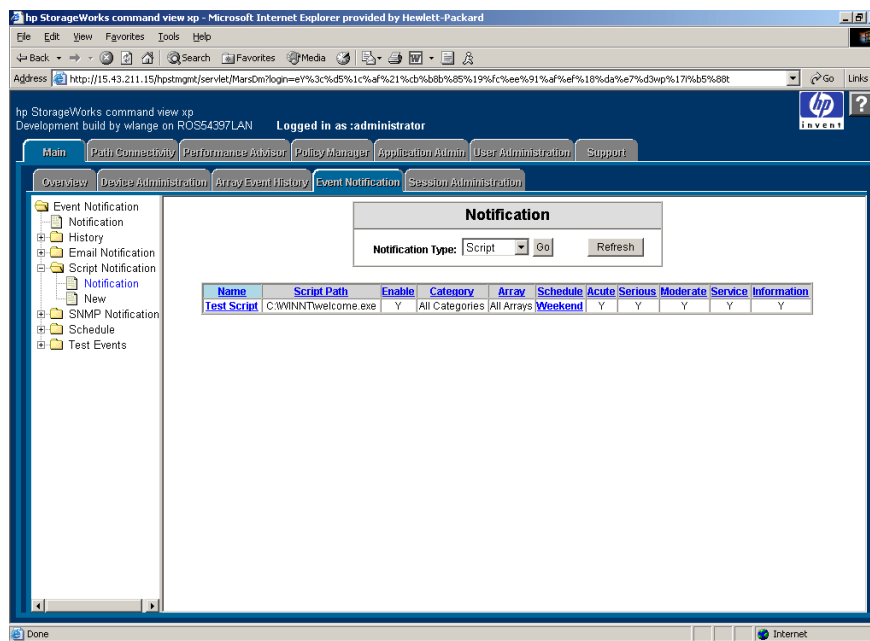 hp StorageWorks command view xp - Microsoft Internet Explorer provided by Hewlett-Packard
File Edit View Favorites Tools Help
Back Search Favorites Media
Address http://15.43.211.15/hpstmgmt/servlet/MarsDm?login=eY%3c%d5%1c%af%21%cb%b8b%85%19%fc%ee%91%af%ef%18%da%e7%d3wp%17i%b5%88t Go Links
hp StorageWorks command view xp
Development build by wlange on ROS54397LAN Logged in as :administrator
hp
invent
?
Main Path Connectivity Performance Advisor Policy Manager Application Admin User Administration Support
Overview Device Administration Array Event History Event Notification Session Administration
Event Notification
Notification
History
Email Notification
Script Notification
Notification
New
SNMP Notification
Schedule
Test Events
Notification
Notification Type: Script Go Refresh
Name Script Path Enable Category Array Schedule Acute Serious Moderate Service Information
Test Script C:\WINNT\welcome.exe Y All Categories All Arrays Weekend Y Y Y Y Y
Done Internet